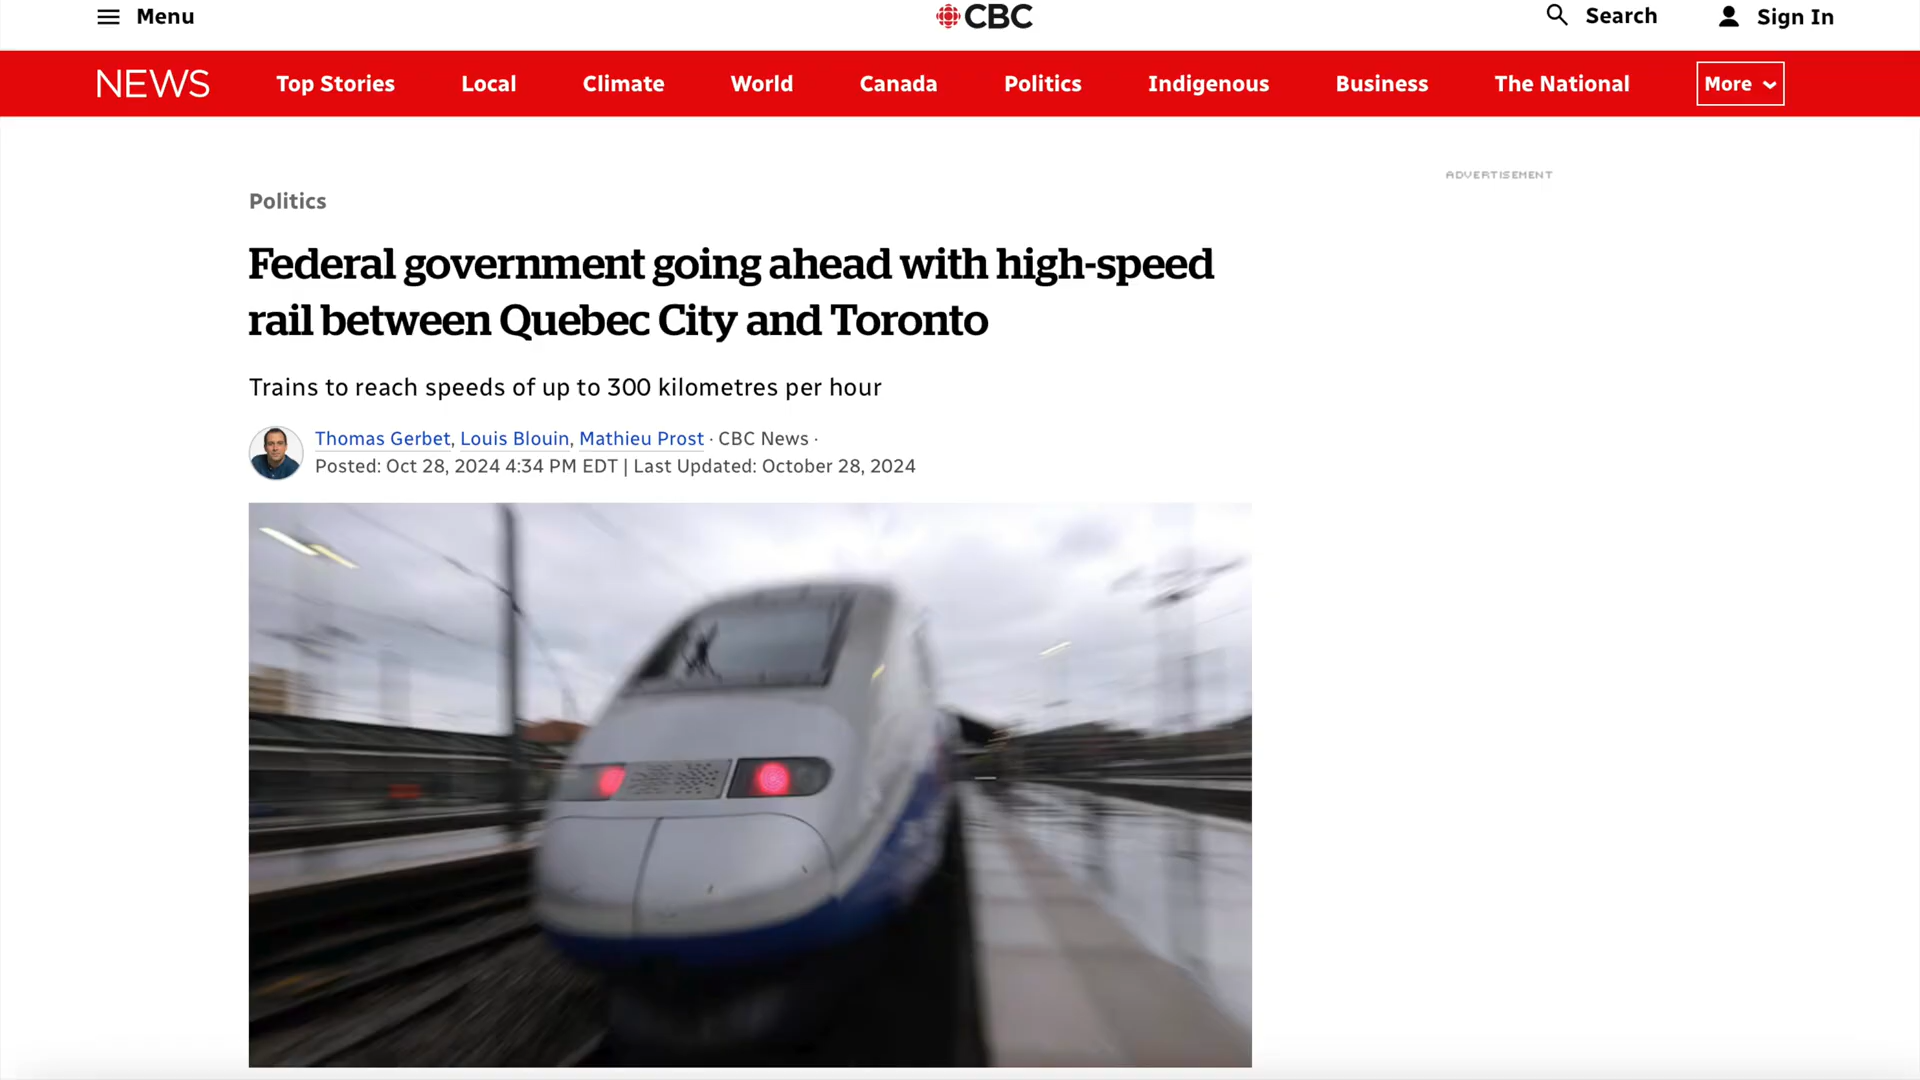 Menu
CBC
Search
Sign In
NEWS
Top Stories
Local
Climate
World
Canada
Politics
Indigenous
Business
The National
More
ADVERTISEMENT
Politics
Federal government going ahead with high-speed
rail between Quebec City and Toronto
Trains to reach speeds of up to 300 kilometres per hour
Thomas Gerbet, Louis Blouin, Mathieu Prost · CBC News ·
Posted: Oct 28, 2024 4:34 PM EDT | Last Updated: October 28, 2024